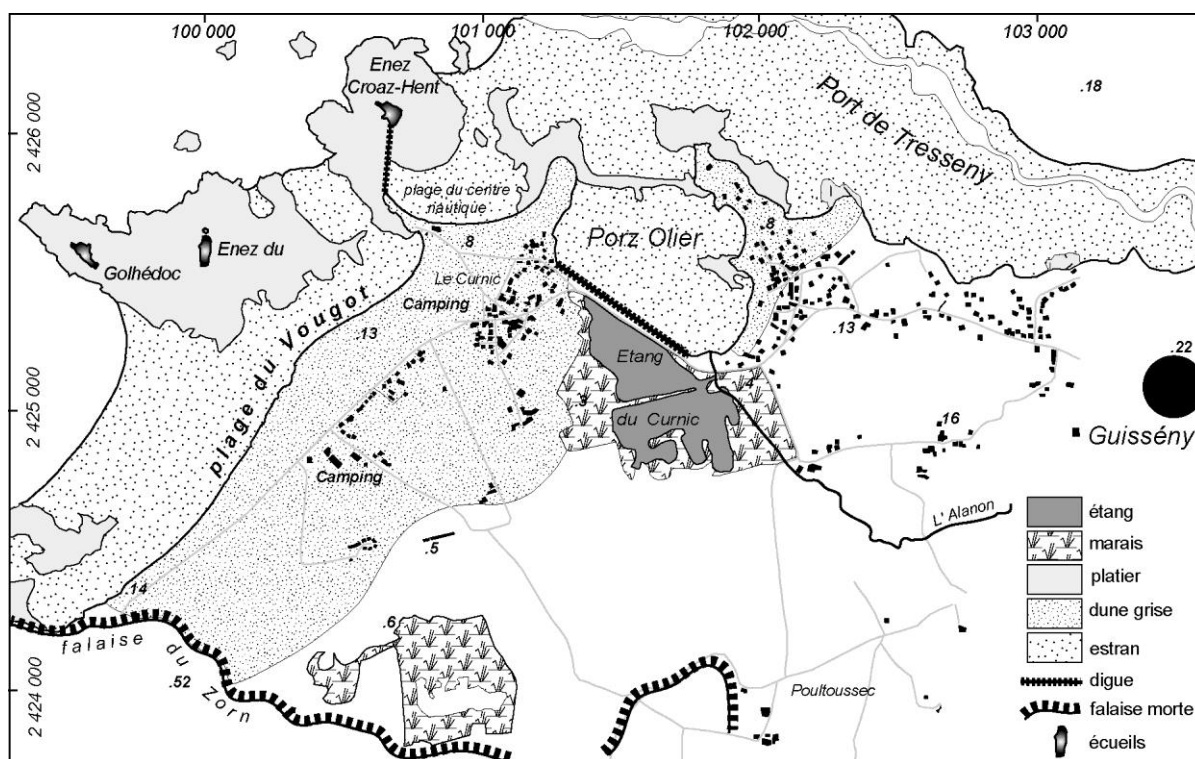 100 000
101 000
102 000
103 000
2 426 000
2 425 000
2 424 000
Enez
Croaz-Hent
.18
Port de Tresseny
plage du centre
nautique
8
8
Porz Olier
Golhédoc
Enez du
Le Curnic
Camping
plage du Vougot
.13
.13
.22
Etang
du Curnic
3
4
.16
Guissény
Camping
L' Alanon
.5
.14
.6
falaise
du
Zorn
.52
Poultoussec
étang
marais
platier
dune grise
estran
digue
falaise morte
écueils